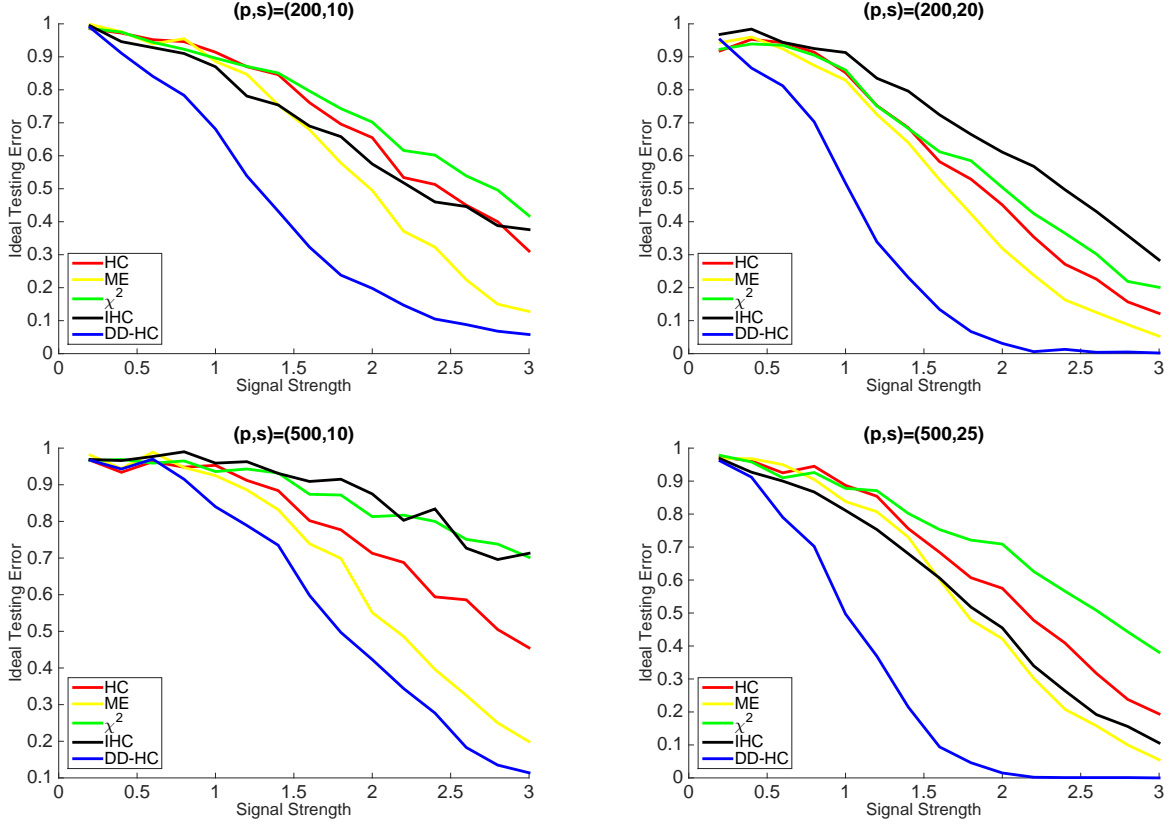 (p,s)=(200,10)
Ideal Testing Error
1
0.9
0.8
0.7
0.6
0.5
0.4
0.3
0.2
0.1
0
HC
ME
χ²
IHC
DD-HC
0 0.5 1 1.5 2 2.5 3
Signal Strength
(p,s)=(200,20)
Ideal Testing Error
1
0.9
0.8
0.7
0.6
0.5
0.4
0.3
0.2
0.1
0
HC
ME
χ²
IHC
DD-HC
0 0.5 1 1.5 2 2.5 3
Signal Strength
(p,s)=(500,10)
Ideal Testing Error
1
0.9
0.8
0.7
0.6
0.5
0.4
0.3
0.2
0.1
HC
ME
χ²
IHC
DD-HC
0 0.5 1 1.5 2 2.5 3
Signal Strength
(p,s)=(500,25)
Ideal Testing Error
1
0.9
0.8
0.7
0.6
0.5
0.4
0.3
0.2
0.1
0
HC
ME
χ²
IHC
DD-HC
0 0.5 1 1.5 2 2.5 3
Signal Strength